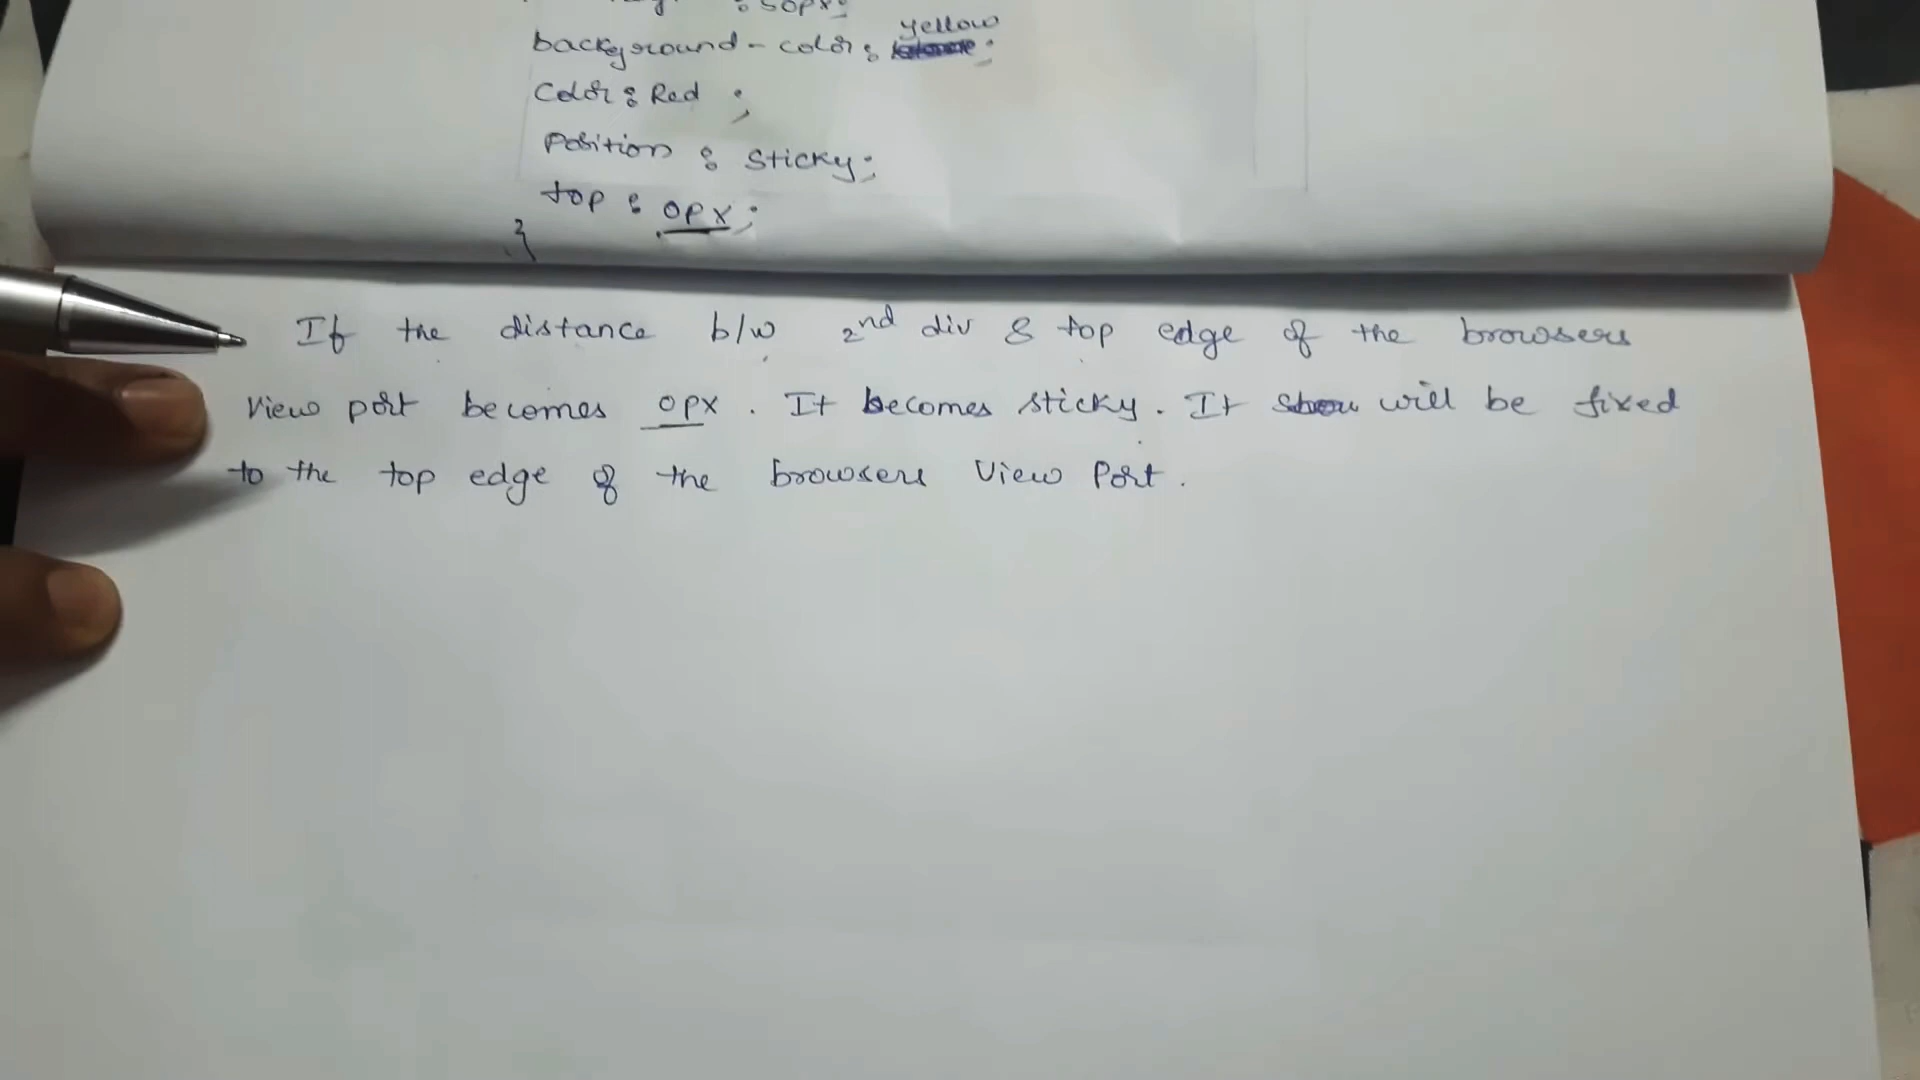 : 50px;
yellow
background-color: ;
Color: Red ;
Position : sticky;
top : 0px;
}
If the distance b/w 2nd div & top edge of the browsers
View port becomes 0px. It becomes sticky. It will be fixed
to the top edge of the browsers View Port.